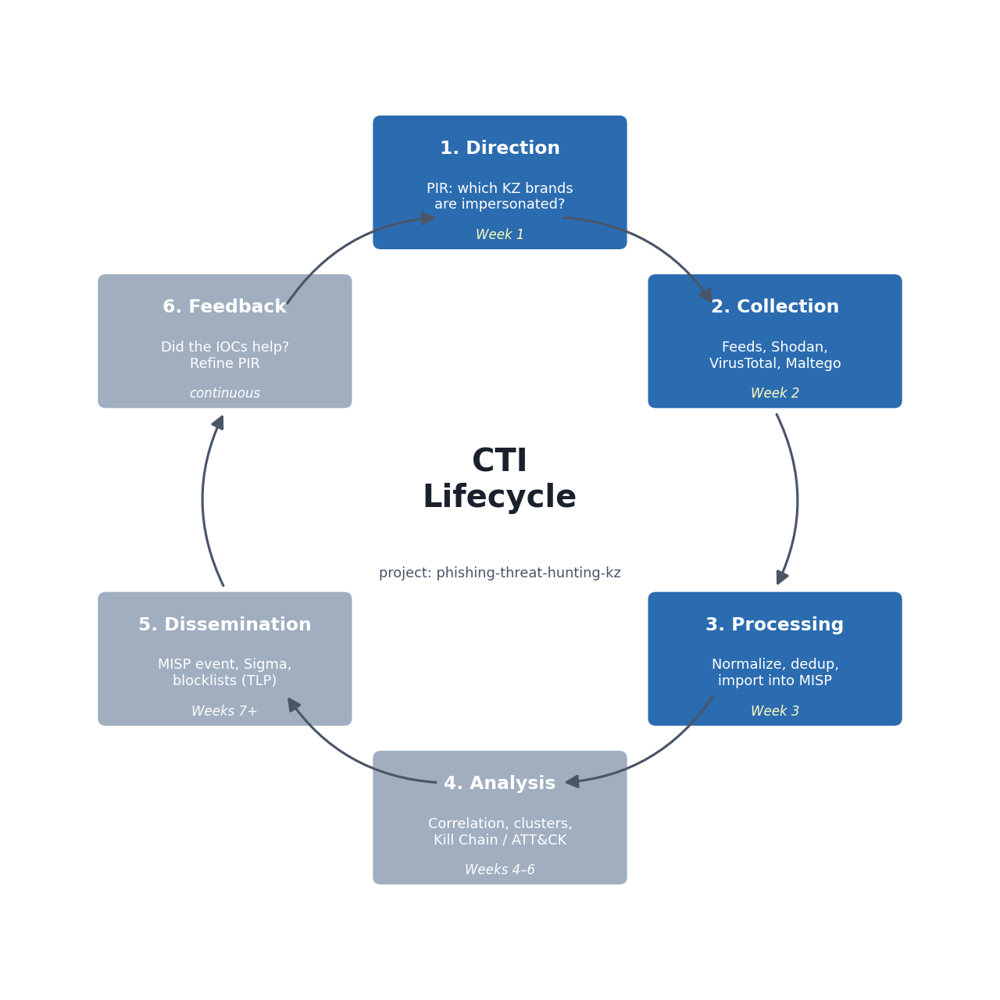 1. Direction
PIR: which KZ brands
are impersonated?
Week 1
2. Collection
Feeds, Shodan,
VirusTotal, Maltego
Week 2
3. Processing
Normalize, dedup,
import into MISP
Week 3
4. Analysis
Correlation, clusters,
Kill Chain / ATT&CK
Weeks 4–6
5. Dissemination
MISP event, Sigma,
blocklists (TLP)
Weeks 7+
6. Feedback
Did the IOCs help?
Refine PIR
continuous
CTI
Lifecycle
project: phishing-threat-hunting-kz